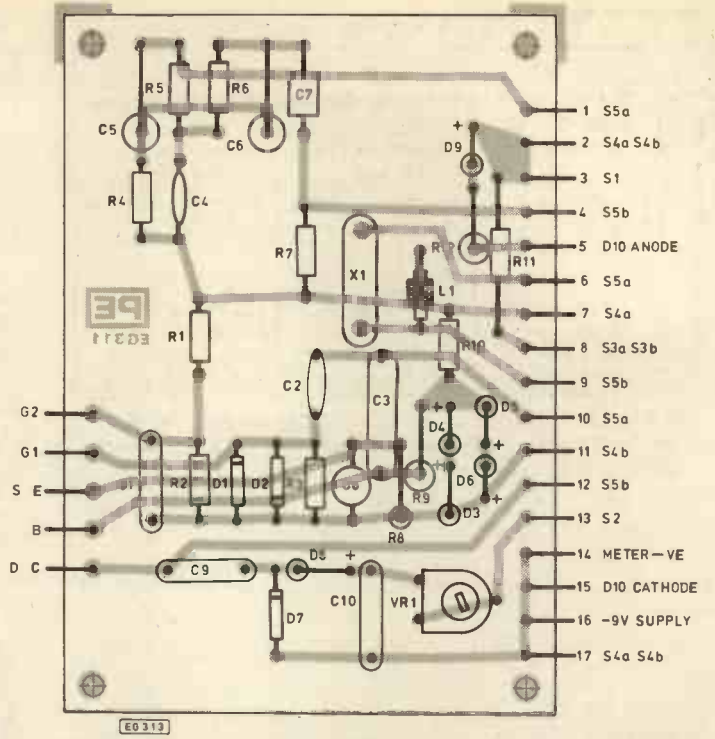 R5
R6
C7
C5
C6
1 S5a
+
D9
2 S4a S4b
3 S1
R4
C4
4 S5b
R7
X1
R11
5 D10 ANODE
6 S5a
L1
PE
EG311
R1
7 S4a
R10
8 S3a S3b
C2
C3
9 S5b
10 S5a
G2
+
D4
D5
G1
+
11 S4b
R2
D1
D2
R9
D6
S E
12 S5b
+
D3
R8
B
13 S2
D C
C9
D8
+
14 METER-VE
C10
VR1
15 D10 CATHODE
D7
16 -9V SUPPLY
17 S4a S4b
EG313